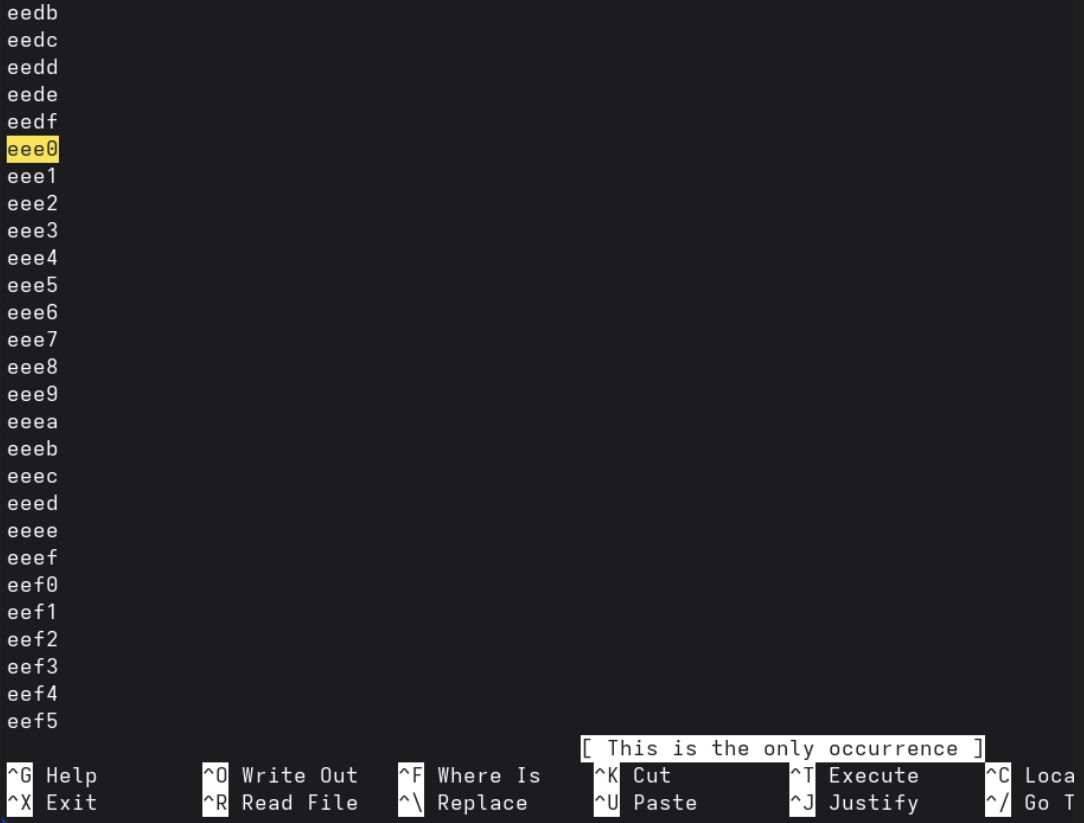 eedb
eedc
eedd
eede
eedf
eee0
eee1
eee2
eee3
eee4
eee5
eee6
eee7
eee8
eee9
eeea
eeeb
eeec
eeed
eeee
eeef
eef0
eef1
eef2
eef3
eef4
eef5
[ This is the only occurrence ]
^G Help ^O Write Out ^F Where Is ^K Cut ^T Execute ^C Loca
^X Exit ^R Read File ^\ Replace ^U Paste ^J Justify ^/ Go T